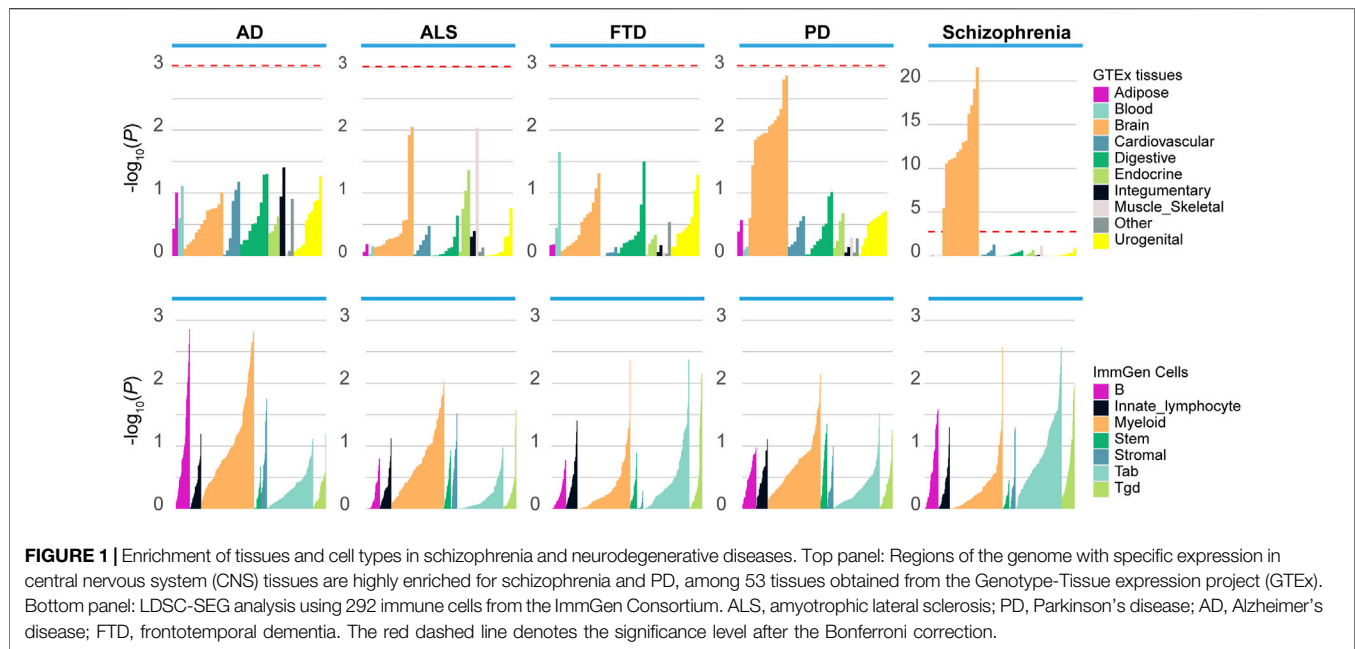 AD ALS FTD PD Schizophrenia
3 3 3 3 20
2 2 2 2 15
1 1 1 1 10
5
0 0 0 0 0
-log10(P)
GTEx tissues
Adipose
Blood
Brain
Cardiovascular
Digestive
Endocrine
Integumentary
Muscle_Skeletal
Other
Urogenital
3 3 3 3 3
2 2 2 2 2
1 1 1 1 1
0 0 0 0 0
-log10(P)
ImmGen Cells
B
Innate_lymphocyte
Myeloid
Stem
Stromal
Tab
Tgd
FIGURE 1 | Enrichment of tissues and cell types in schizophrenia and neurodegenerative diseases. Top panel: Regions of the genome with specific expression in
central nervous system (CNS) tissues are highly enriched for schizophrenia and PD, among 53 tissues obtained from the Genotype-Tissue expression project (GTEx).
Bottom panel: LDSC-SEG analysis using 292 immune cells from the ImmGen Consortium. ALS, amyotrophic lateral sclerosis; PD, Parkinson's disease; AD, Alzheimer's
disease; FTD, frontotemporal dementia. The red dashed line denotes the significance level after the Bonferroni correction.